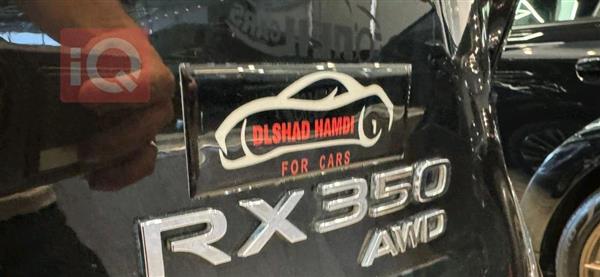 iQ
DLSHAD HAMDI
FOR CARS
RX350
AWD